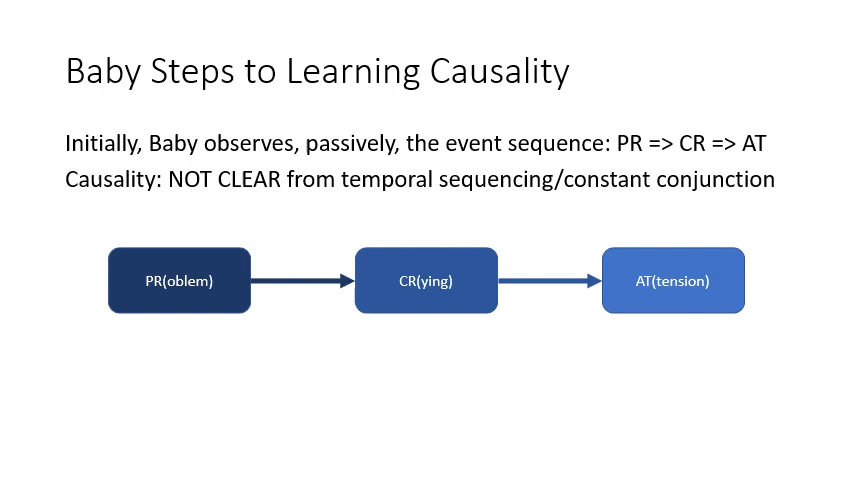 Baby Steps to Learning Causality
Initially, Baby observes, passively, the event sequence: PR => CR => AT
Causality: NOT CLEAR from temporal sequencing/constant conjunction
PR(oblem)
CR(ying)
AT(tension)